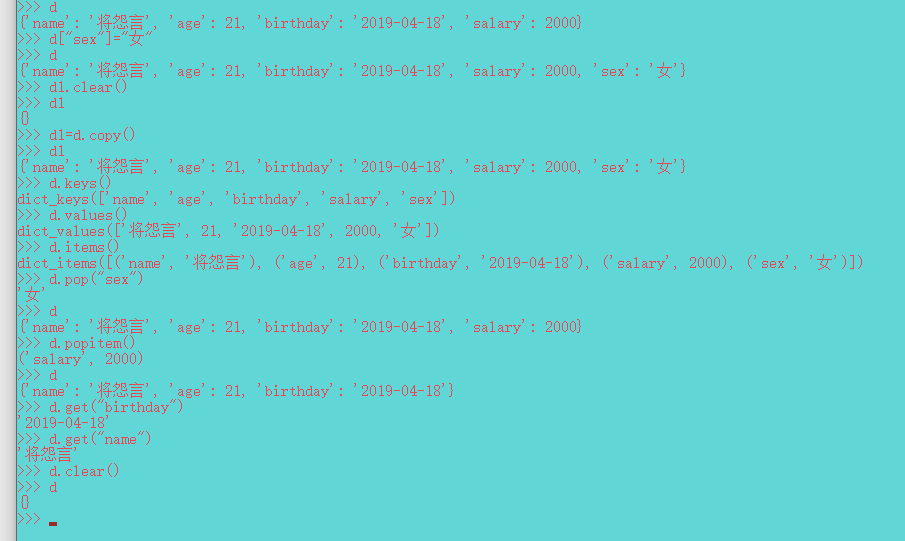 >>> d
{'name': '将怨言', 'age': 21, 'birthday': '2019-04-18', 'salary': 2000}
>>> d["sex"]="女"
>>> d
{'name': '将怨言', 'age': 21, 'birthday': '2019-04-18', 'salary': 2000, 'sex': '女'}
>>> d1.clear()
>>> d1
{}
>>> d1=d.copy()
>>> d1
{'name': '将怨言', 'age': 21, 'birthday': '2019-04-18', 'salary': 2000, 'sex': '女'}
>>> d.keys()
dict_keys(['name', 'age', 'birthday', 'salary', 'sex'])
>>> d.values()
dict_values(['将怨言', 21, '2019-04-18', 2000, '女'])
>>> d.items()
dict_items([('name', '将怨言'), ('age', 21), ('birthday', '2019-04-18'), ('salary', 2000), ('sex', '女')])
>>> d.pop("sex")
'女'
>>> d
{'name': '将怨言', 'age': 21, 'birthday': '2019-04-18', 'salary': 2000}
>>> d.popitem()
('salary', 2000)
>>> d
{'name': '将怨言', 'age': 21, 'birthday': '2019-04-18'}
>>> d.get("birthday")
'2019-04-18'
>>> d.get("name")
'将怨言'
>>> d.clear()
>>> d
{}
>>>